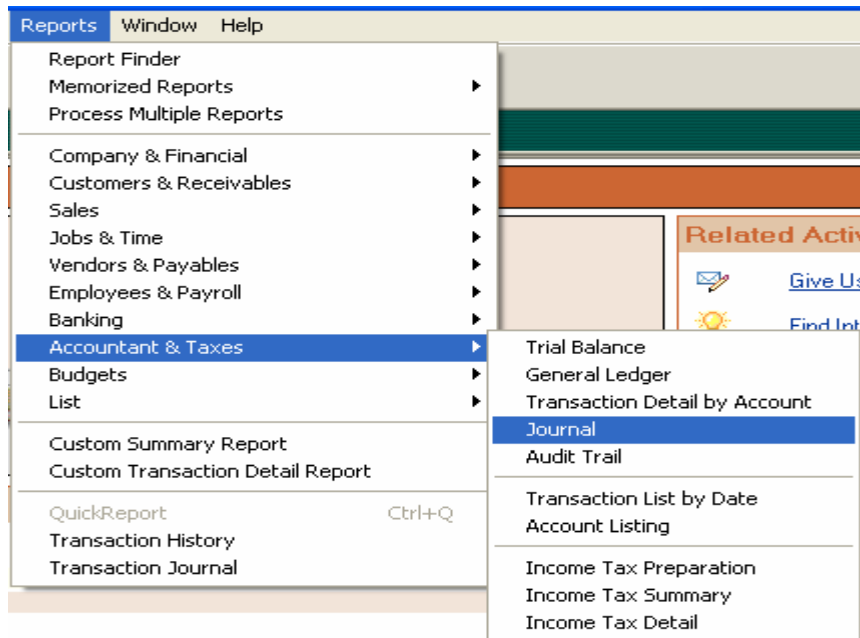 Reports Window Help
Report Finder
Memorized Reports
Process Multiple Reports
Company & Financial
Customers & Receivables
Sales
Jobs & Time
Vendors & Payables
Employees & Payroll
Banking
Accountant & Taxes
Budgets
List
Custom Summary Report
Custom Transaction Detail Report
QuickReport Ctrl+Q
Transaction History
Transaction Journal
Related Activ
Give Us
Find Int
Trial Balance
General Ledger
Transaction Detail by Account
Journal
Audit Trail
Transaction List by Date
Account Listing
Income Tax Preparation
Income Tax Summary
Income Tax Detail